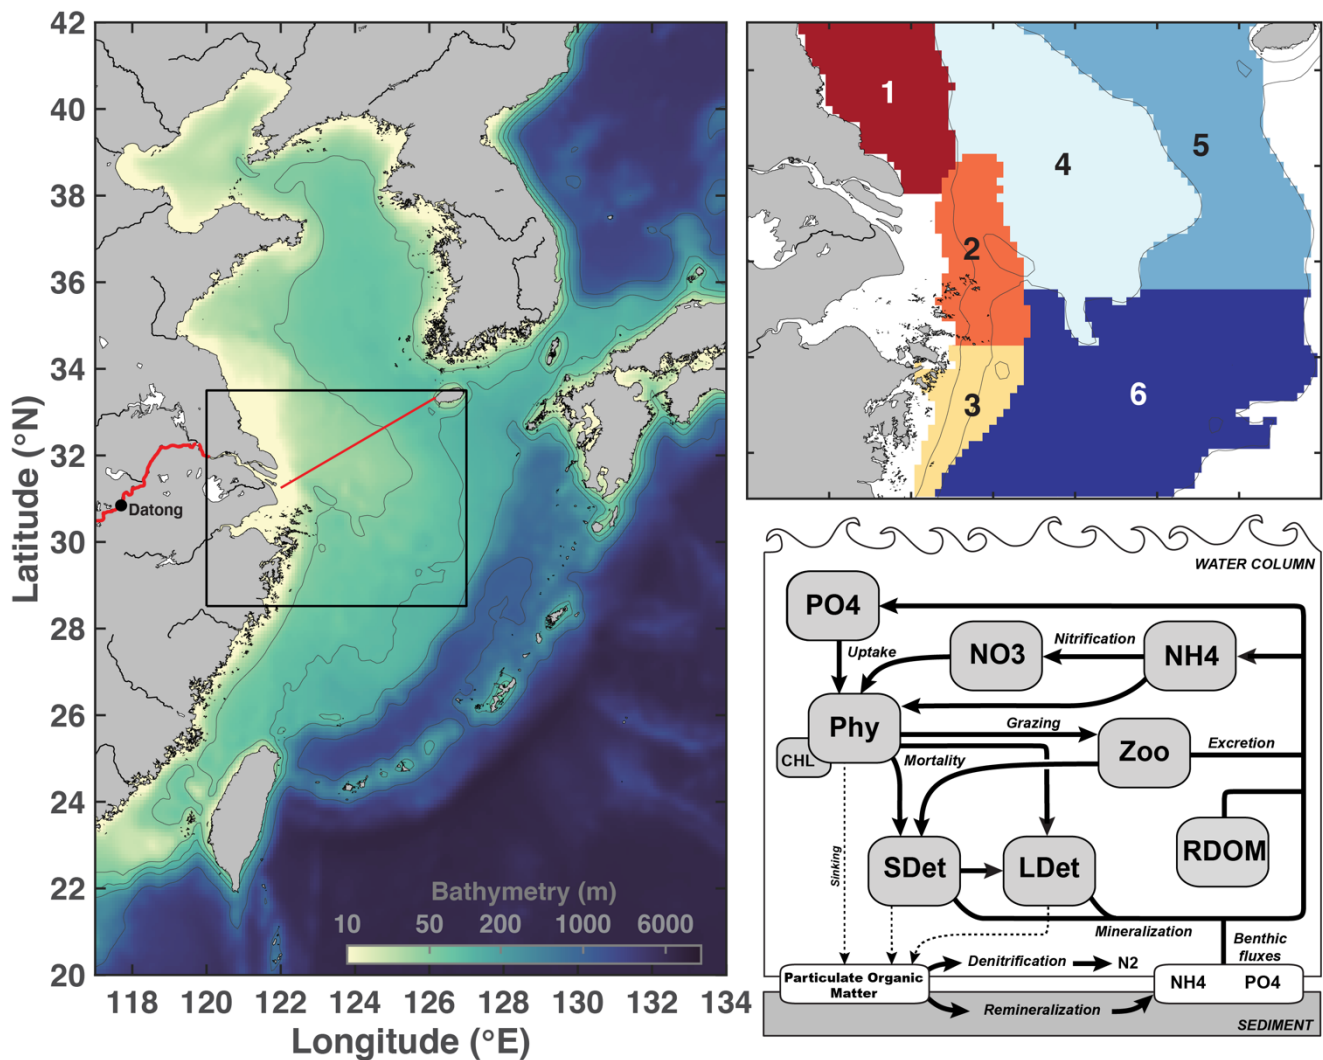 42
40
38
36
34
32
30
28
26
24
22
20
Latitude (°N)
Datong
Bathymetry (m)
10 50 200 1000 6000
118 120 122 124 126 128 130 132 134
Longitude (°E)
1
2
3
4
5
6
WATER COLUMN
PO4
Uptake
NO3
Nitrification
NH4
Phy
CHL
Grazing
Mortality
Zoo
Excretion
RDOM
SDet
LDet
Sinking
Mineralization
Benthic
fluxes
Particulate Organic
Matter
Denitrification
N2
Remineralization
NH4 PO4
SEDIMENT